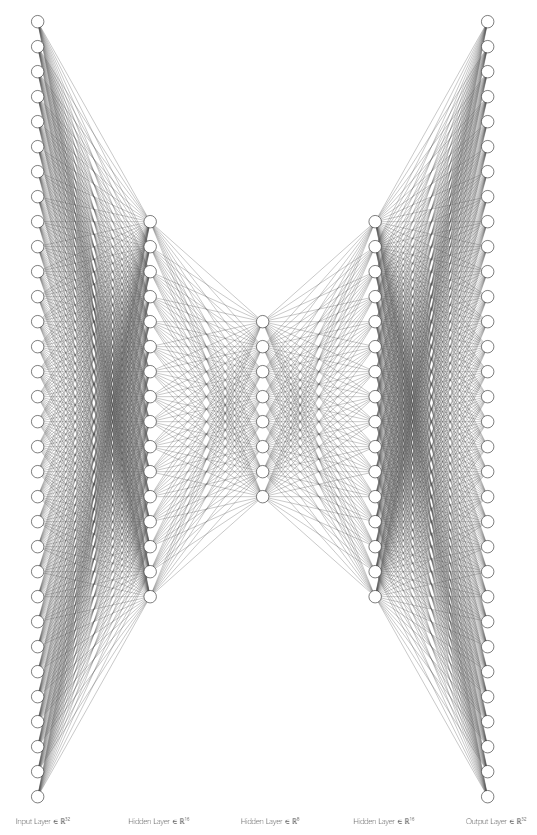 Input Layer ∈ ℝ³² Hidden Layer ∈ ℝ¹⁶ Hidden Layer ∈ ℝ⁸ Hidden Layer ∈ ℝ¹⁶ Output Layer ∈ ℝ³²